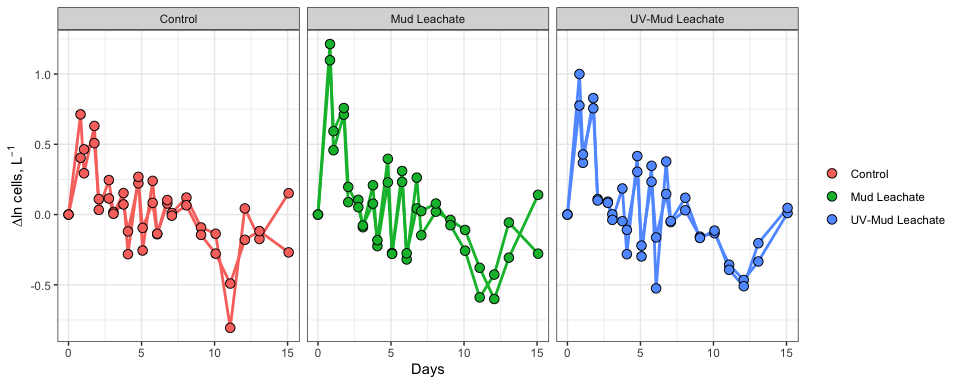 Control Mud Leachate UV-Mud Leachate
Δln cells, L⁻¹
1.0
0.5
0.0
-0.5
0 5 10 15 0 5 10 15 0 5 10 15
Days
Control
Mud Leachate
UV-Mud Leachate